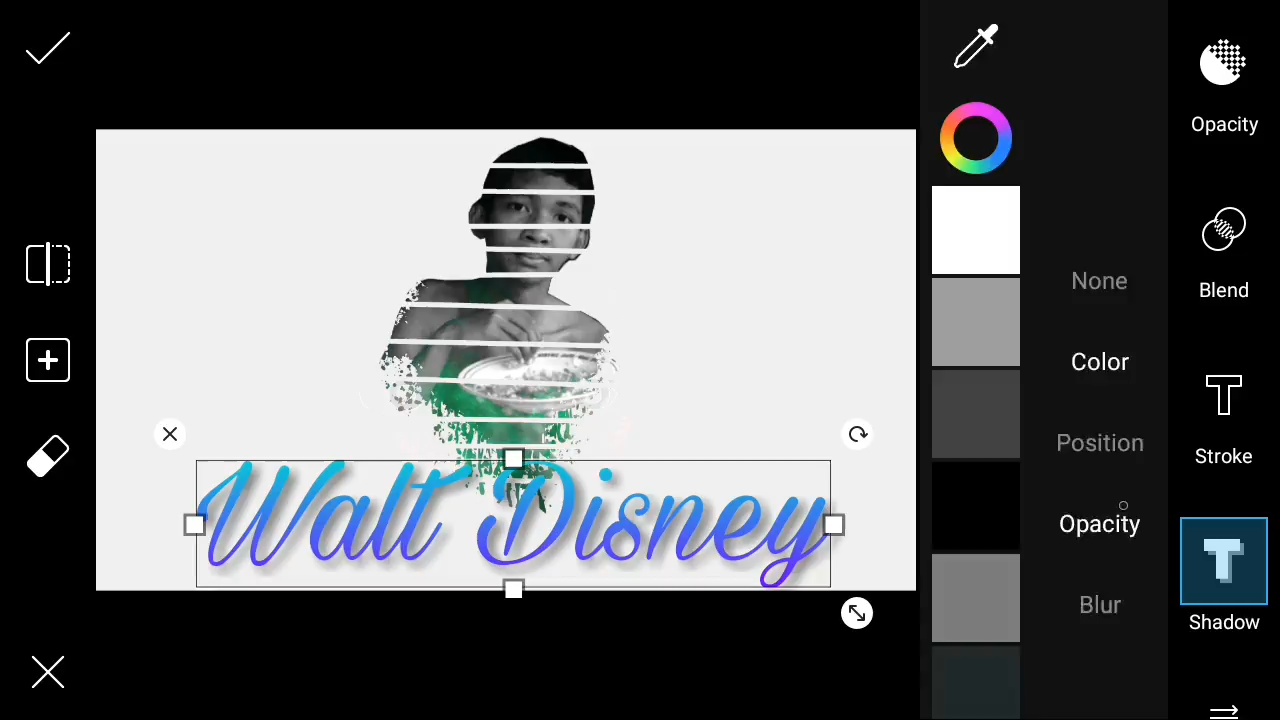 Opacity
None
Blend
Color
Position
Stroke
Walt Disney
Opacity
T
Blur
Shadow